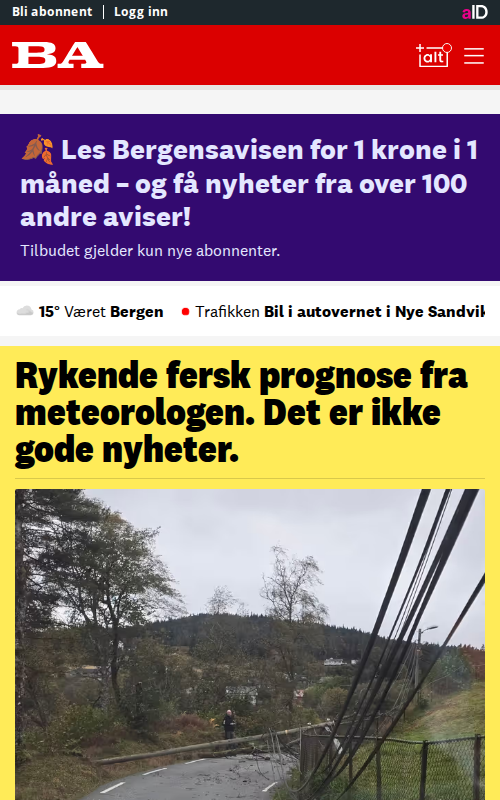 Bli abonnent
Logg inn
aID
BA
+alt
Les Bergensavisen for 1 krone i 1
måned – og få nyheter fra over 100
andre aviser!
Tilbudet gjelder kun nye abonnenter.
15° Været Bergen
Trafikken Bil i autovernet i Nye Sandvik
Rykende fersk prognose fra
meteorologen. Det er ikke
gode nyheter.